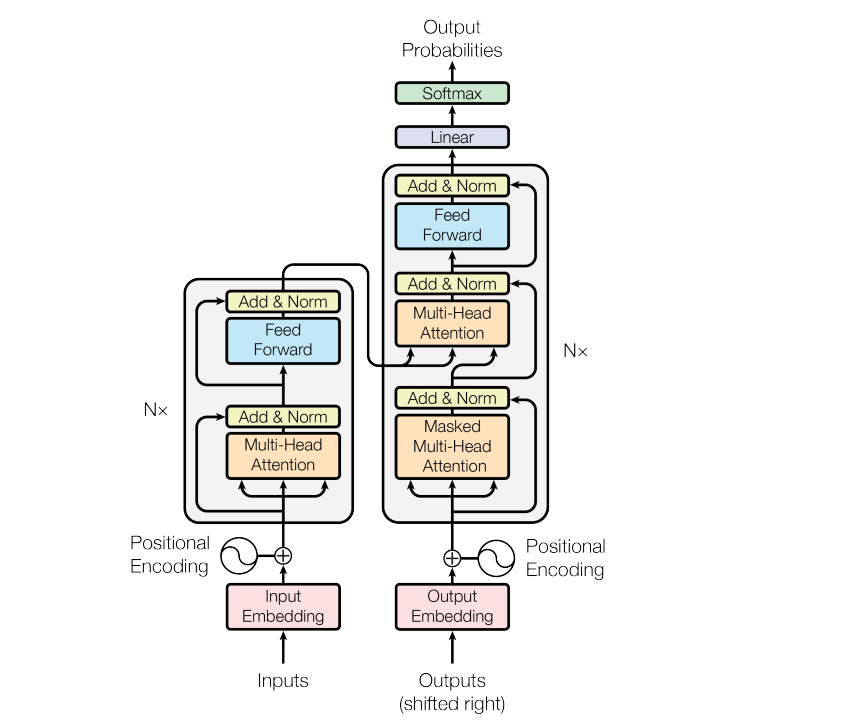 Output
Probabilities
Softmax
Linear
Add & Norm
Feed
Forward
Add & Norm
Multi-Head
Attention
Add & Norm
Masked
Multi-Head
Attention
N×
Add & Norm
Feed
Forward
Add & Norm
Multi-Head
Attention
N×
Positional
Encoding
Positional
Encoding
Input
Embedding
Output
Embedding
Inputs
Outputs
(shifted right)